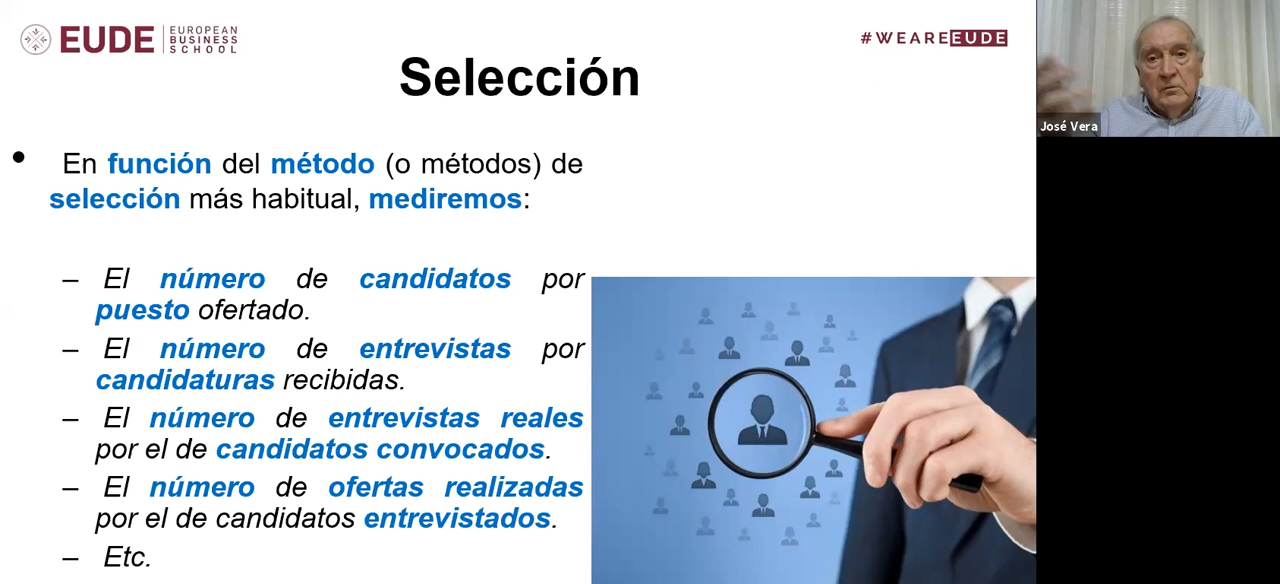 EUDE EUROPEAN
BUSINESS
SCHOOL
#WEAREEUDE
Selección
José Vera
• En función del método (o métodos) de
selección más habitual, mediremos:
– El número de candidatos por
puesto ofertado.
– El número de entrevistas por
candidaturas recibidas.
– El número de entrevistas reales
por el de candidatos convocados.
– El número de ofertas realizadas
por el de candidatos entrevistados.
– Etc.